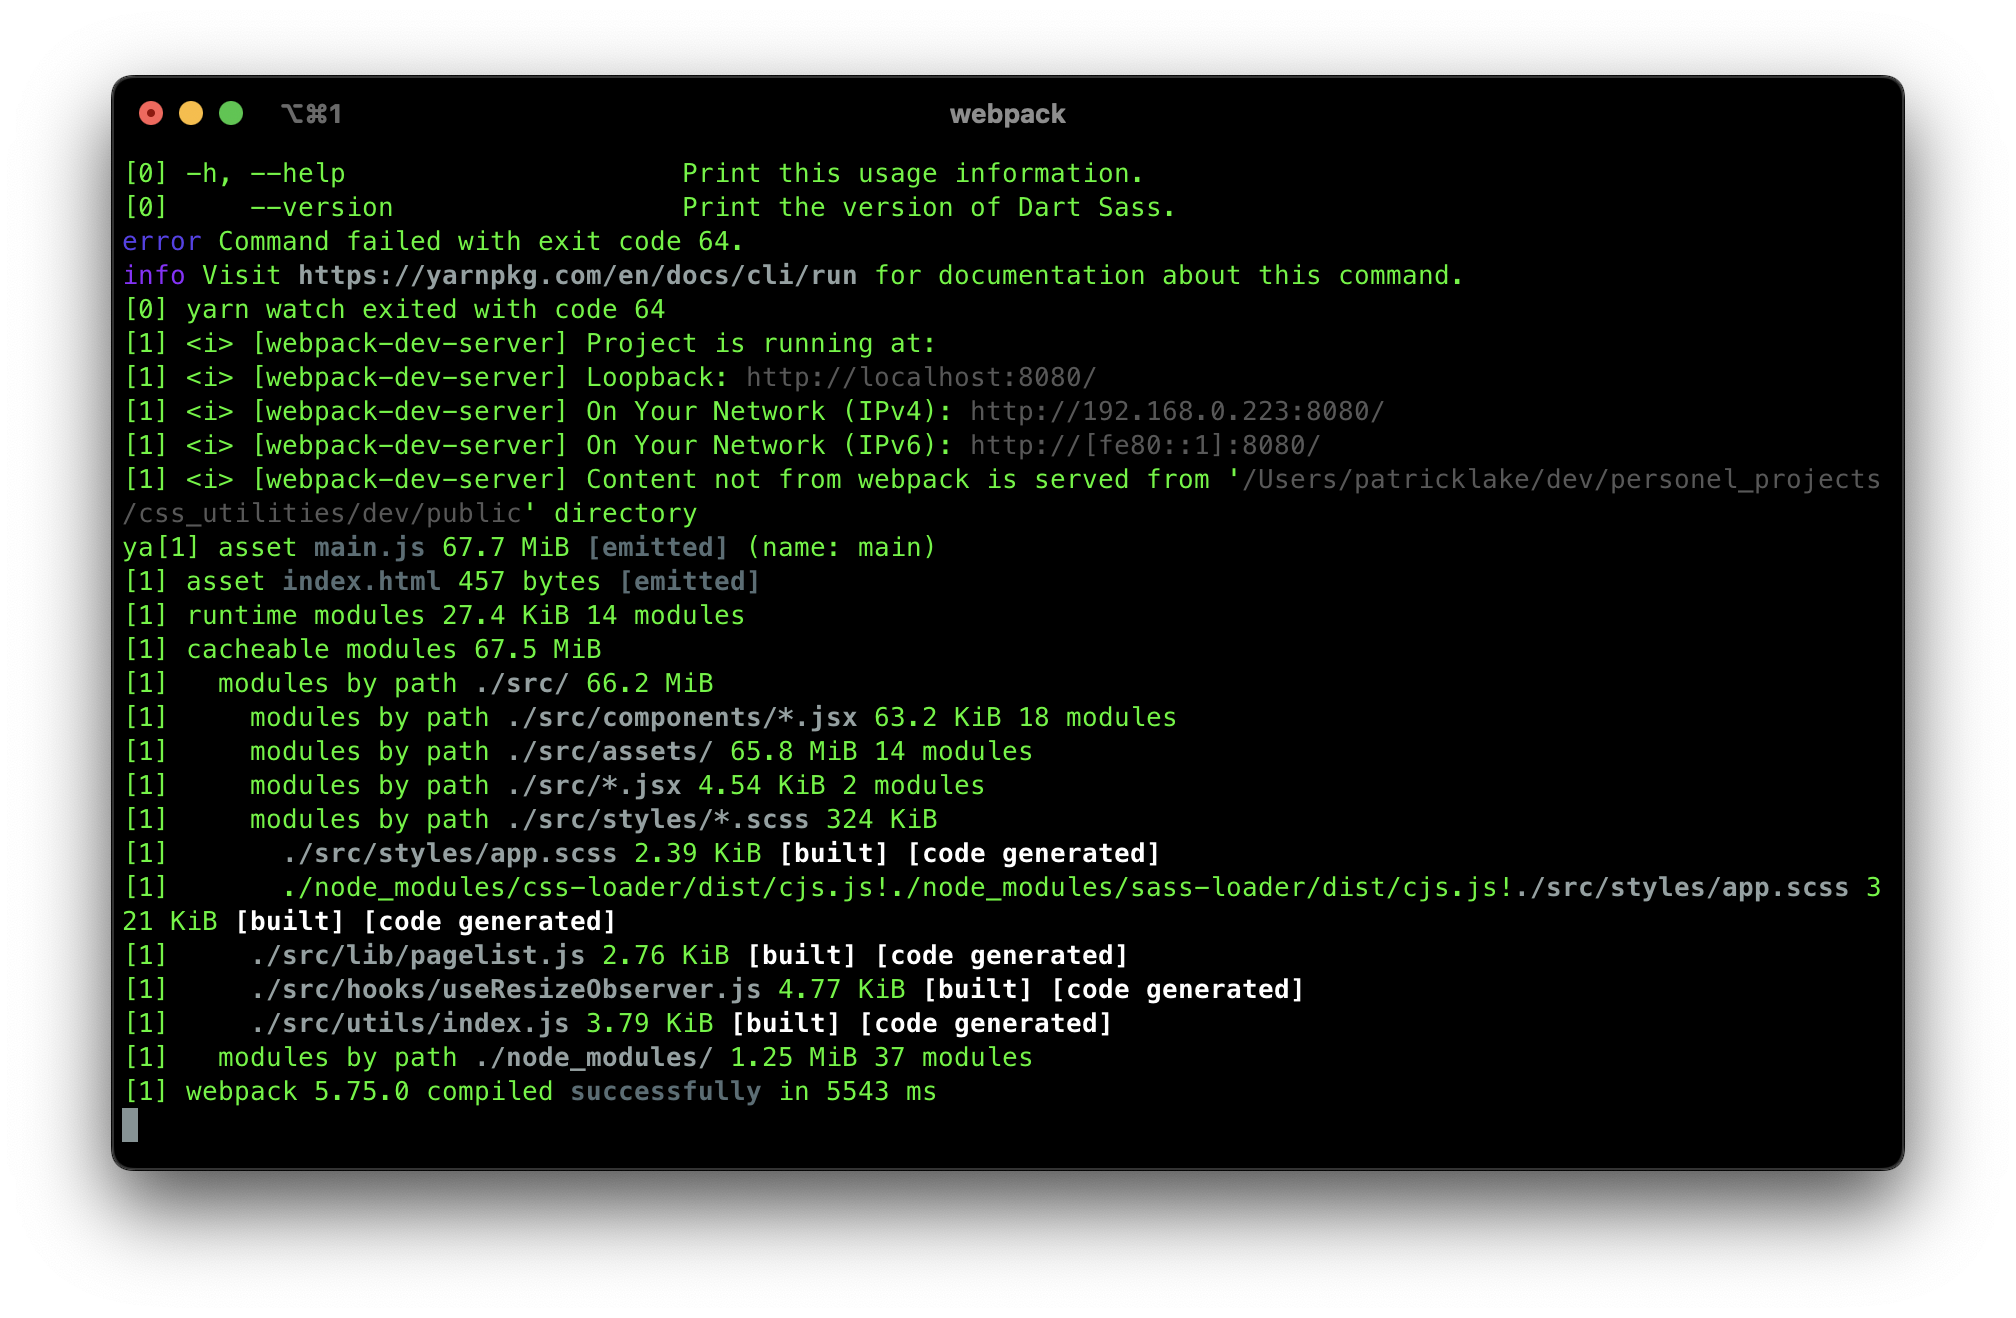 ⌥⌘1
webpack
[0] -h, --help                     Print this usage information.
[0]     --version                  Print the version of Dart Sass.
error Command failed with exit code 64.
info Visit https://yarnpkg.com/en/docs/cli/run for documentation about this command.
[0] yarn watch exited with code 64
[1] <i> [webpack-dev-server] Project is running at:
[1] <i> [webpack-dev-server] Loopback: http://localhost:8080/
[1] <i> [webpack-dev-server] On Your Network (IPv4): http://192.168.0.223:8080/
[1] <i> [webpack-dev-server] On Your Network (IPv6): http://[fe80::1]:8080/
[1] <i> [webpack-dev-server] Content not from webpack is served from '/Users/patricklake/dev/personel_projects
/css_utilities/dev/public' directory
ya[1] asset main.js 67.7 MiB [emitted] (name: main)
[1] asset index.html 457 bytes [emitted]
[1] runtime modules 27.4 KiB 14 modules
[1] cacheable modules 67.5 MiB
[1]   modules by path ./src/ 66.2 MiB
[1]     modules by path ./src/components/*.jsx 63.2 KiB 18 modules
[1]     modules by path ./src/assets/ 65.8 MiB 14 modules
[1]     modules by path ./src/*.jsx 4.54 KiB 2 modules
[1]     modules by path ./src/styles/*.scss 324 KiB
[1]       ./src/styles/app.scss 2.39 KiB [built] [code generated]
[1]       ./node_modules/css-loader/dist/cjs.js!./node_modules/sass-loader/dist/cjs.js!./src/styles/app.scss 3
21 KiB [built] [code generated]
[1]     ./src/lib/pagelist.js 2.76 KiB [built] [code generated]
[1]     ./src/hooks/useResizeObserver.js 4.77 KiB [built] [code generated]
[1]     ./src/utils/index.js 3.79 KiB [built] [code generated]
[1]   modules by path ./node_modules/ 1.25 MiB 37 modules
[1] webpack 5.75.0 compiled successfully in 5543 ms